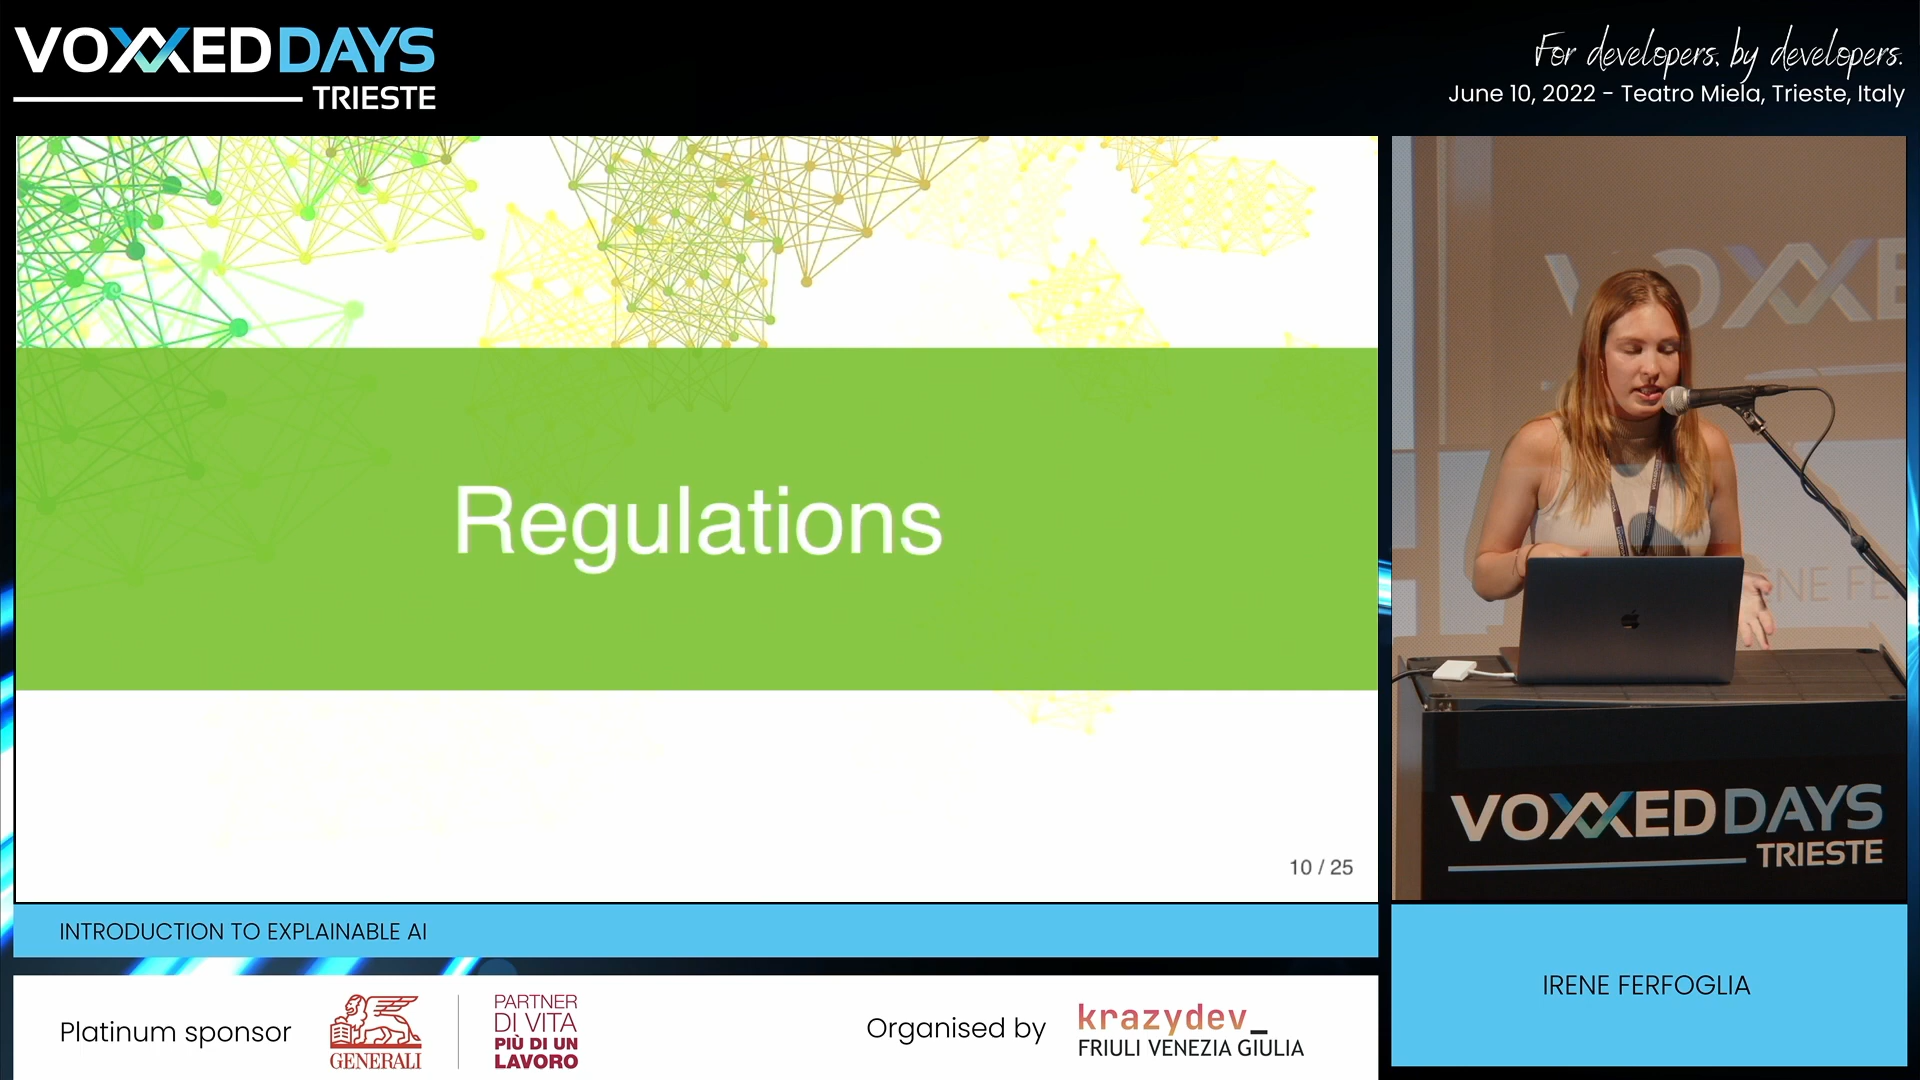 VOXXEDDAYS
TRIESTE
For developers, by developers.
June 10, 2022 - Teatro Miela, Trieste, Italy
Regulations
10 / 25
VOXXEDDAYS
TRIESTE
INTRODUCTION TO EXPLAINABLE AI
IRENE FERFOGLIA
Platinum sponsor
GENERALI
PARTNER
DI VITA
PIÙ DI UN
LAVORO
Organised by
krazydev_
FRIULI VENEZIA GIULIA